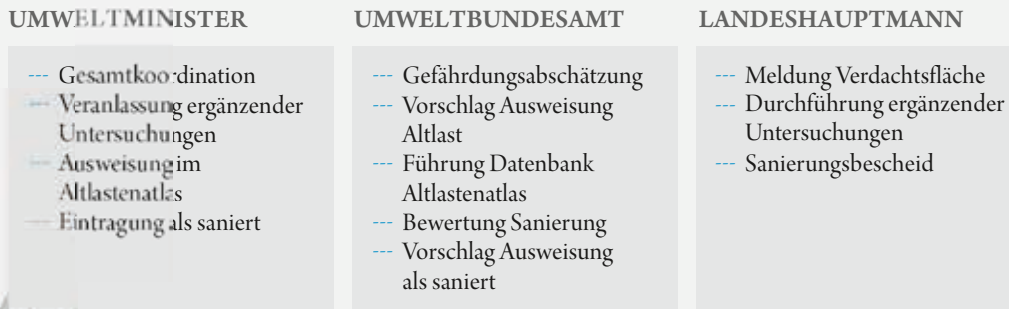 UMWELTMINISTER
--- Gesamtkoordination
--- Veranlassung ergänzender
Untersuchungen
--- Ausweisung im
Altlastenatlas
--- Eintragung als saniert
UMWELTBUNDESAMT
--- Gefährdungsabschätzung
--- Vorschlag Ausweisung
Altlast
--- Führung Datenbank
Altlastenatlas
--- Bewertung Sanierung
--- Vorschlag Ausweisung
als saniert
LANDESHAUPTMANN
--- Meldung Verdachtsfläche
--- Durchführung ergänzender
Untersuchungen
--- Sanierungsbescheid